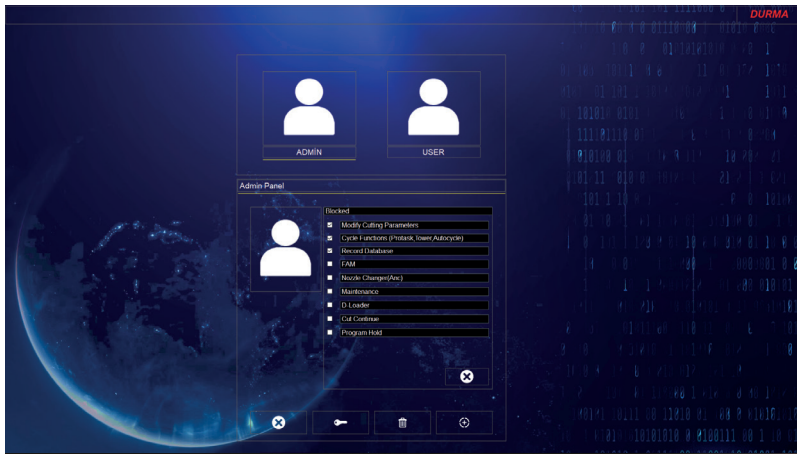 DURMA
ADMİN
USER
Admin Panel
Blocked
Modify Cutting Parameters
Cycle Functions (Protask,Tower,Autocycle)
Record Database
FAM
Nozzle Changer(Anc)
Maintenance
D-Loader
Cut Continue
Program Hold